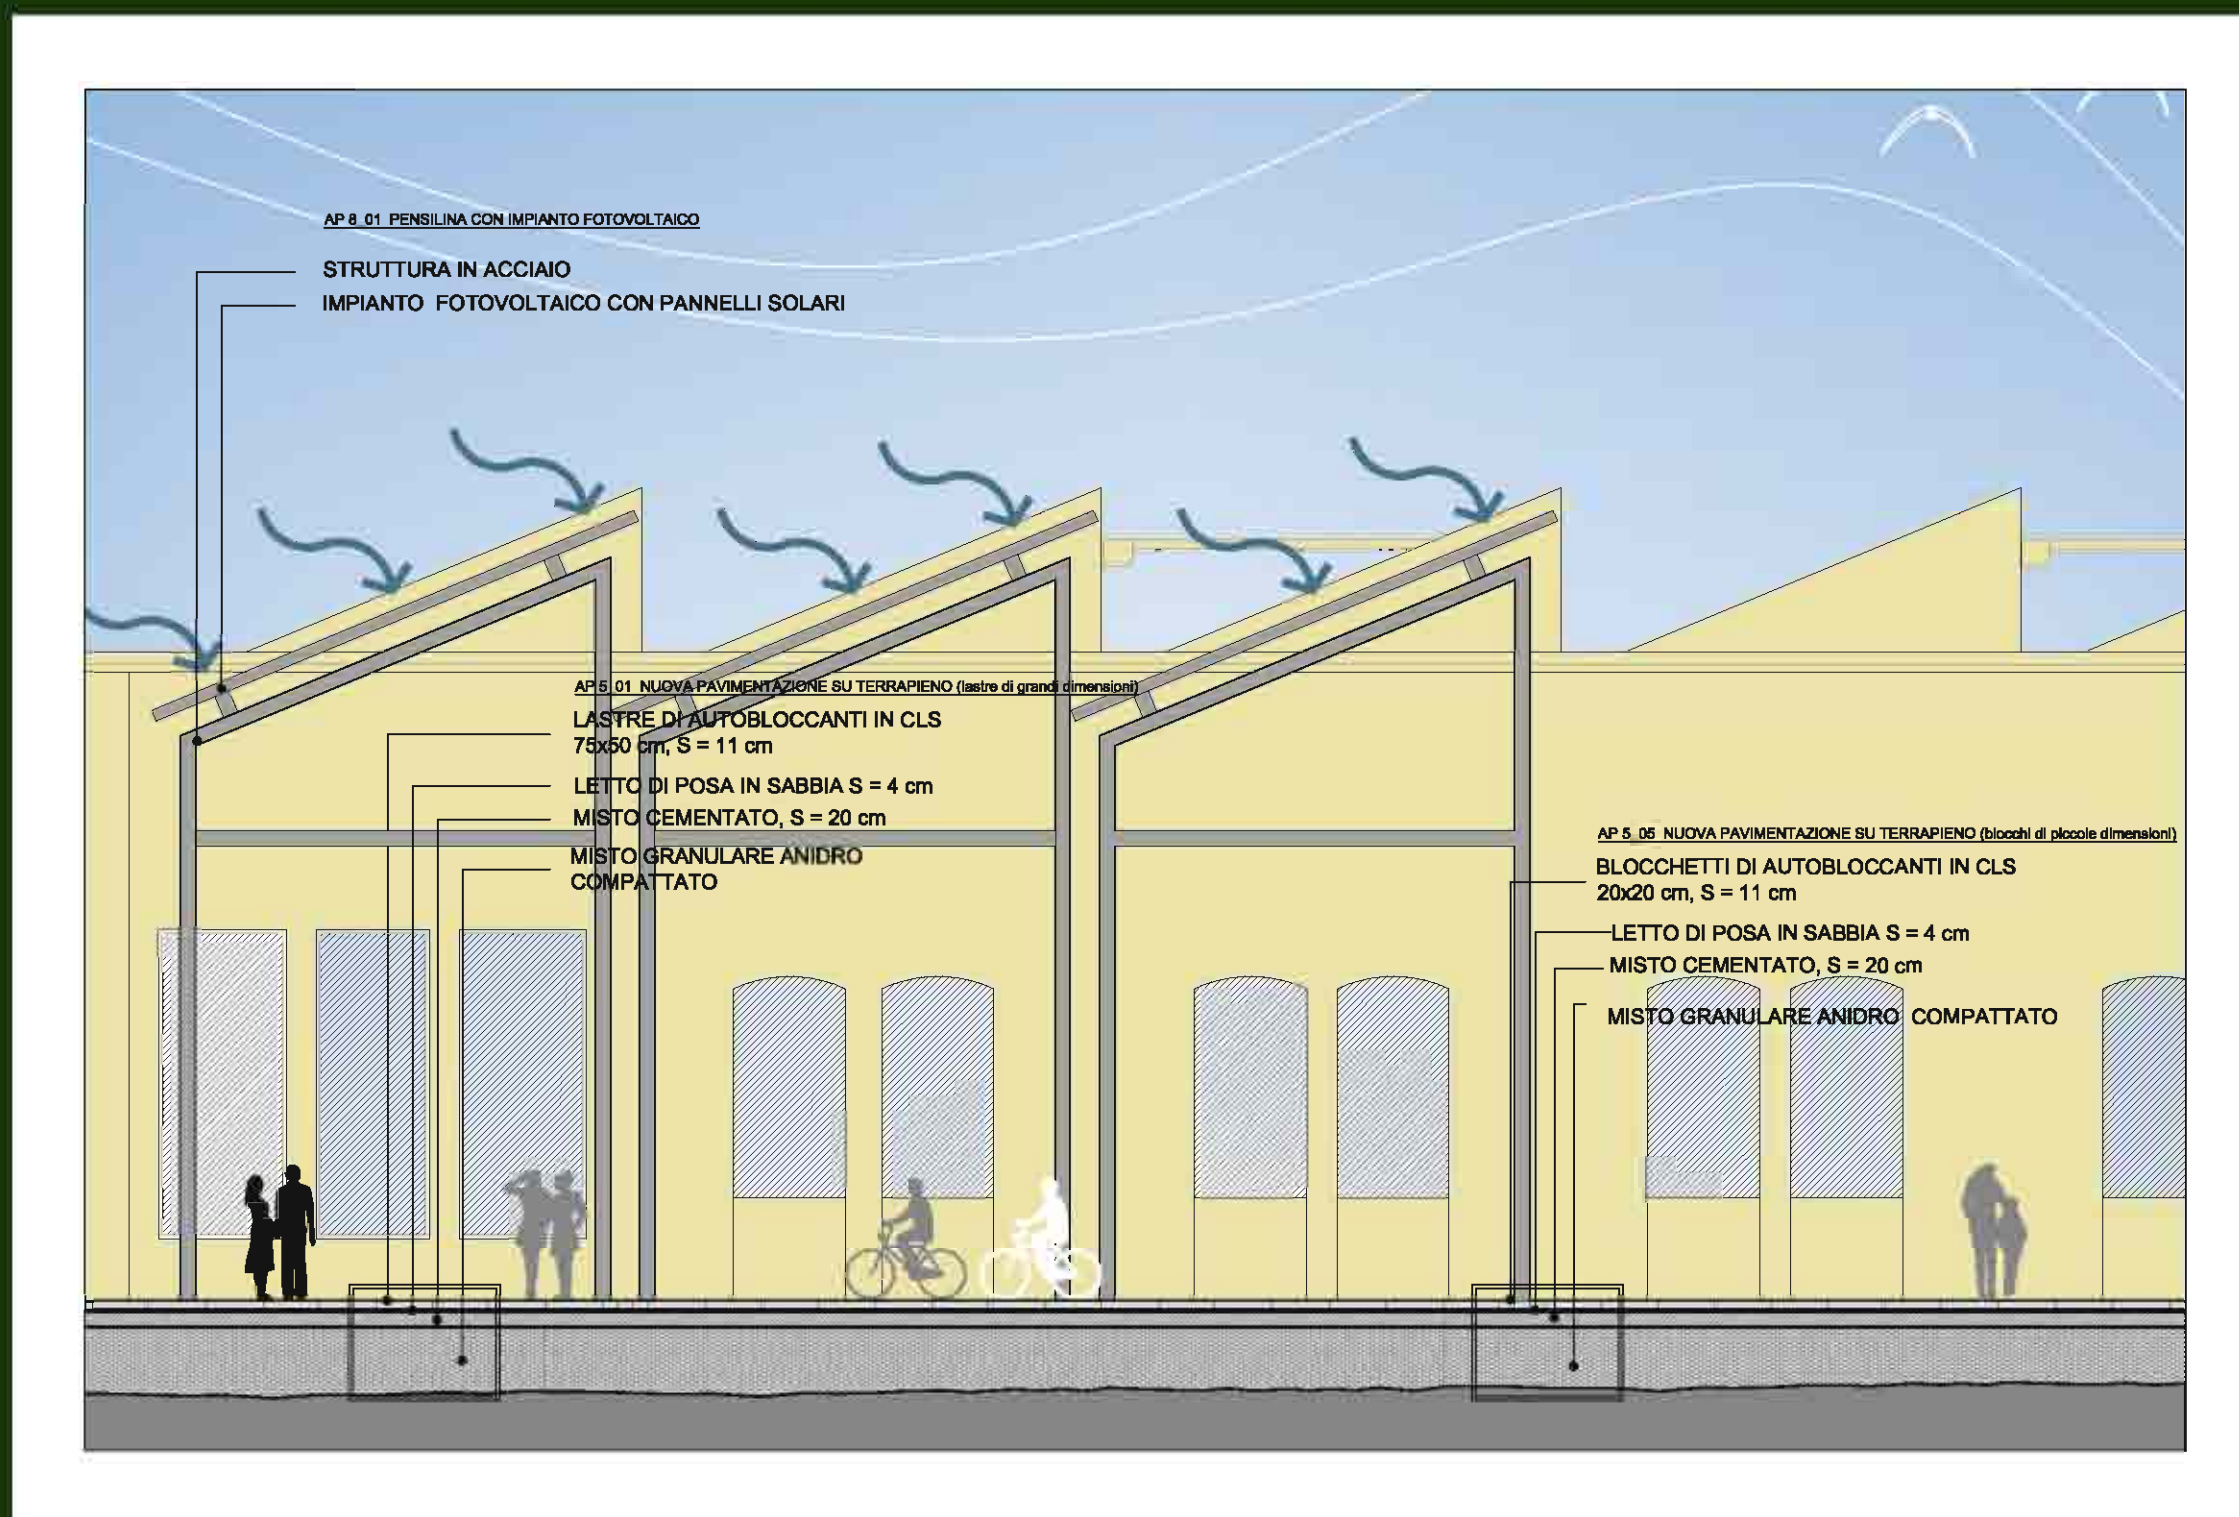 AP 8_01 PENSILINA CON IMPIANTO FOTOVOLTAICO
STRUTTURA IN ACCIAIO
IMPIANTO FOTOVOLTAICO CON PANNELLI SOLARI
AP 5_01 NUOVA PAVIMENTAZIONE SU TERRAPIENO (lastre di grandi dimensioni)
LASTRE DI AUTOBLOCCANTI IN CLS
75x50 cm, S = 11 cm
LETTO DI POSA IN SABBIA S = 4 cm
MISTO CEMENTATO, S = 20 cm
MISTO GRANULARE ANIDRO
COMPATTATO
AP 5_05 NUOVA PAVIMENTAZIONE SU TERRAPIENO (blocchi di piccole dimensioni)
BLOCCHETTI DI AUTOBLOCCANTI IN CLS
20x20 cm, S = 11 cm
LETTO DI POSA IN SABBIA S = 4 cm
MISTO CEMENTATO, S = 20 cm
MISTO GRANULARE ANIDRO COMPATTATO